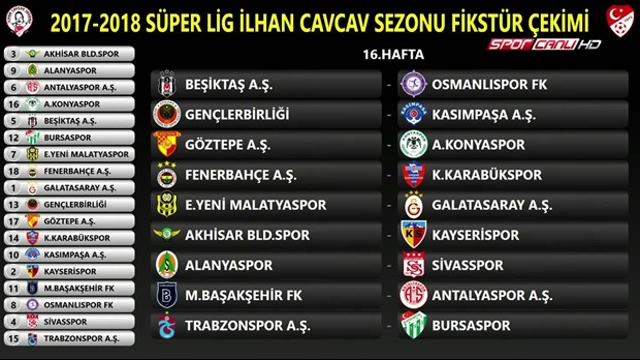 2017-2018 SÜPER LİG İLHAN CAVCAV SEZONU FİKSTÜR ÇEKİMİ
SPOR CANLI HD
16.HAFTA
3 AKHİSAR BLD.SPOR
9 ALANYASPOR
6 ANTALYASPOR A.Ş.
16 A.KONYASPOR
5 BEŞİKTAŞ A.Ş.
12 BURSASPOR
7 E.YENİ MALATYASPOR
18 FENERBAHÇE A.Ş.
1 GALATASARAY A.Ş.
13 GENÇLERBİRLİĞİ
17 GÖZTEPE A.Ş.
14 K.KARABÜKSPOR
10 KASIMPAŞA A.Ş.
2 KAYSERİSPOR
11 M.BAŞAKŞEHİR FK
8 OSMANLISPOR FK
4 SİVASSPOR
15 TRABZONSPOR A.Ş.
BEŞİKTAŞ A.Ş. - OSMANLISPOR FK
GENÇLERBİRLİĞİ - KASIMPAŞA A.Ş.
GÖZTEPE A.Ş. - A.KONYASPOR
FENERBAHÇE A.Ş. - K.KARABÜKSPOR
E.YENİ MALATYASPOR - GALATASARAY A.Ş.
AKHİSAR BLD.SPOR - KAYSERİSPOR
ALANYASPOR - SİVASSPOR
M.BAŞAKŞEHİR FK - ANTALYASPOR A.Ş.
TRABZONSPOR A.Ş. - BURSASPOR